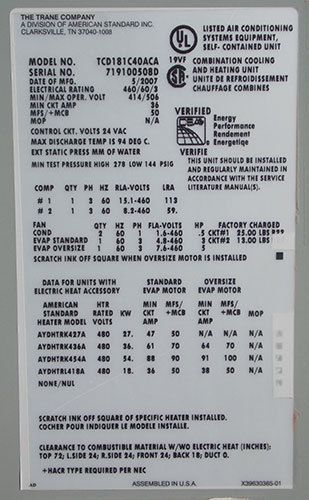 THE TRANE COMPANY
A DIVISION OF AMERICAN STANDARD INC.
CLARKSVILLE, TN 37040-1008
MODEL NO. TCD181C40ACA
SERIAL NO. 719100508D
DATE OF MFG. 5/2007
ELECTRICAL RATING 460/60/3
MIN/MAX OPER. VOLT 414/506
MIN CKT AMP 36
MFS/+MCB 50
MOP N/A
CONTROL CKT. VOLTS 24 VAC
MAX DISCHARGE TEMP IS 94 DEG C.
EXT STATIC PRESS MM OF WATER
MIN TEST PRESSURE HIGH 278 LOW 144 PSIG
UL
LISTED AIR CONDITIONING
SYSTEMS EQUIPMENT,
SELF-CONTAINED UNIT
19VF COMBINATION COOLING
AND HEATING UNIT
UNITE DE REFROIDISSEMENT
CHAUFFAGE COMBINES
VERIFIED
Energy
Performance
Rendement
Energetique
VERIFIE
THIS UNIT SHOULD BE INSTALLED
AND REGULARLY MAINTAINED IN
ACCORDANCE WITH THE SERVICE
LITERATURE MANUAL(S).
COMP QTY PH HZ RLA-VOLTS LRA
# 1 1 3 60 15.1-460 113
# 2 1 3 60 8.2-460 59.
FAN QTY PH FLA-VOLTS HP FACTORY CHARGED
COND 2 60 1 1.6-460 .5 CKT#1 25.00 LBS
EVAP STANDARD 1 60 3 4.8-460 3 CKT#2 13.00 LBS
EVAP OVERSIZE 1 60 3 7.6-460 5
SCRATCH INK OFF SQUARE WHEN OVERSIZE MOTOR IS INSTALLED
DATA FOR UNITS WITH STANDARD OVERSIZE
ELECTRIC HEAT ACCESSORY EVAP MOTOR EVAP MOTOR
AMERICAN HTR MIN MFS/ MIN MFS/
STANDARD RATED KW CKT +MCB CKT +MCB MOP
HEATER MODEL VOLTS AMP AMP
AYDHTRK427A 480 27. 47 50 N/A N/A N/A
AYDHTRK436A 480 36. 61 70 64 70 N/A
AYDHTRK454A 480 54. 88 90 91 100 N/A
AYDHTRL418A 480 18. 36 50 38 50 N/A
NONE/NUL
SCRATCH INK OFF SQUARE OF SPECIFIC HEATER INSTALLED.
COCHER POUR INDIQUER LE MODELE INSTALLE.
CLEARANCE TO COMBUSTIBLE MATERIAL W/WO ELECTRIC HEAT (INCHES):
TOP 72; L.SIDE 24; R.SIDE 24; FRONT 24; BACK 18; DUCT 0.
+HACR TYPE REQUIRED PER NEC
AD ASSEMBLED IN U.S.A. X39630365-01